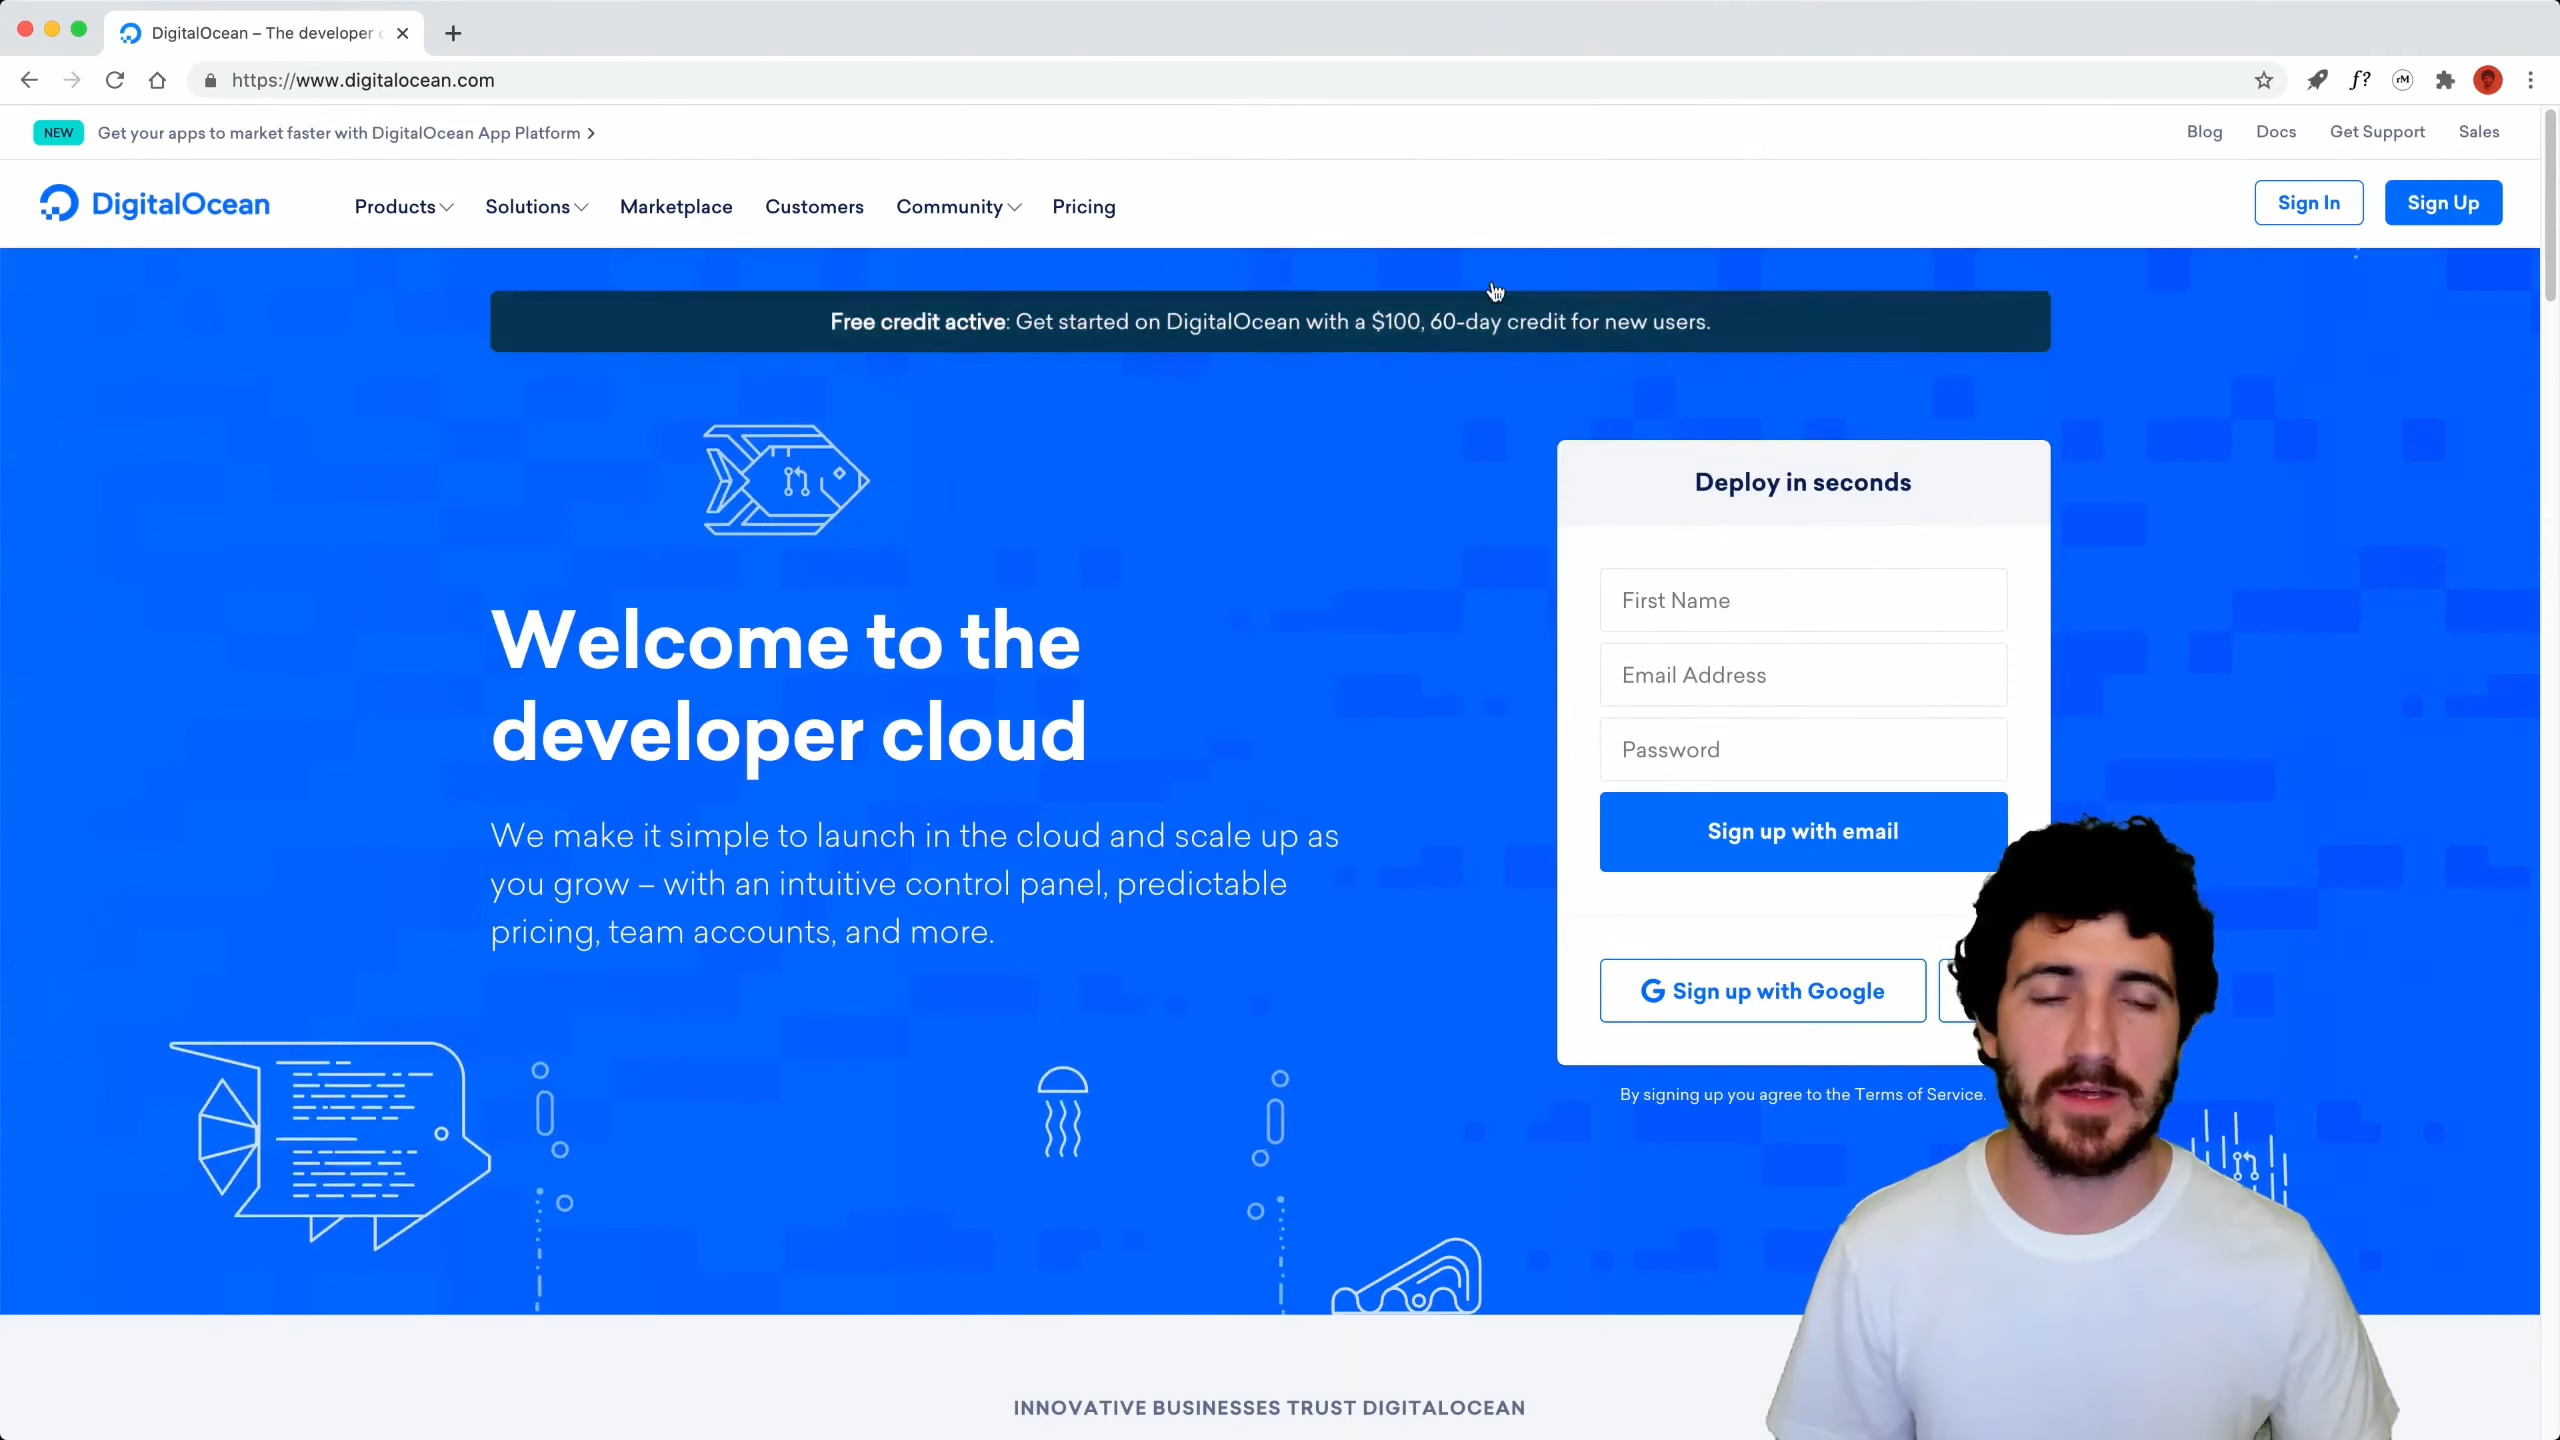 DigitalOcean – The developer
https://www.digitalocean.com
f?
rM
NEW Get your apps to market faster with DigitalOcean App Platform
Blog Docs Get Support Sales
DigitalOcean Products Solutions Marketplace Customers Community Pricing Sign In Sign Up
Free credit active: Get started on DigitalOcean with a $100, 60-day credit for new users.
Welcome to the
developer cloud
We make it simple to launch in the cloud and scale up as
you grow – with an intuitive control panel, predictable
pricing, team accounts, and more.
Deploy in seconds
First Name
Email Address
Password
Sign up with email
G Sign up with Google
By signing up you agree to the Terms of Service.
INNOVATIVE BUSINESSES TRUST DIGITALOCEAN